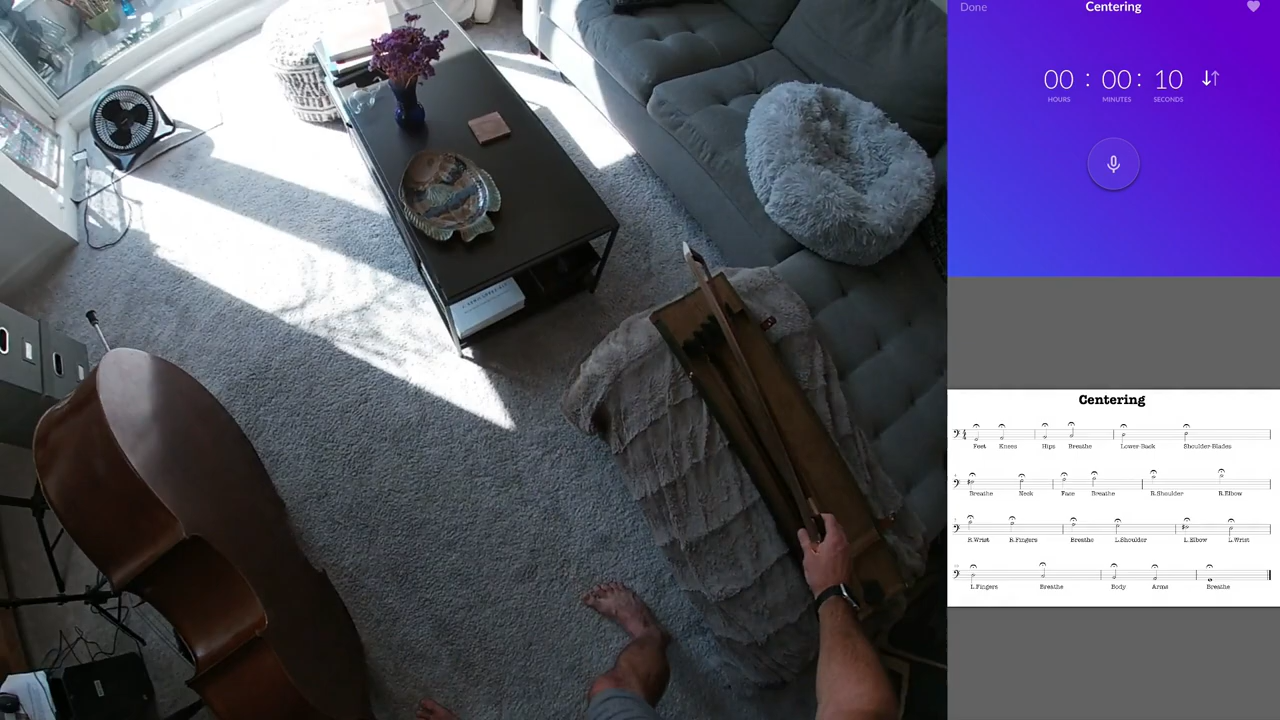 Done
Centering
00 : 00 : 10
HOURS MINUTES SECONDS
Centering
Feet Knees Hips Breathe Lower Back Shoulder Blades
Breathe Neck Face Breathe R.Shoulder R.Elbow
R.Wrist R.Fingers Breathe L.Shoulder L.Elbow L.Wrist
L.Fingers Breathe Body Arms Breathe